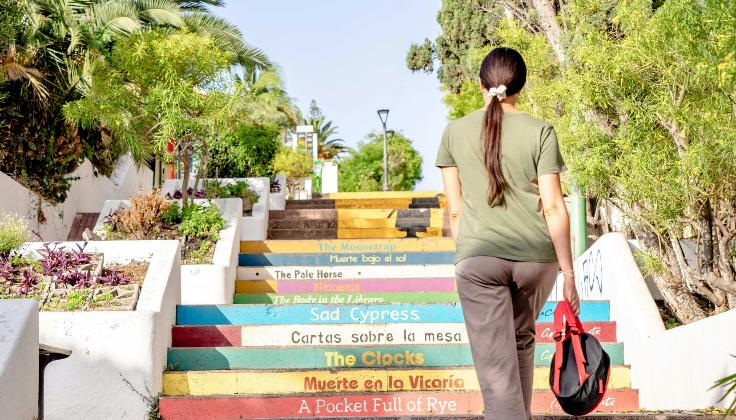 The Mousetrap
Muerte bajo el sol
The Pale Horse
Némesis
The Body in the Library
Sad Cypress
Cartas sobre la mesa
The Clocks
Muerte en la Vicaría
A Pocket Full of Rye